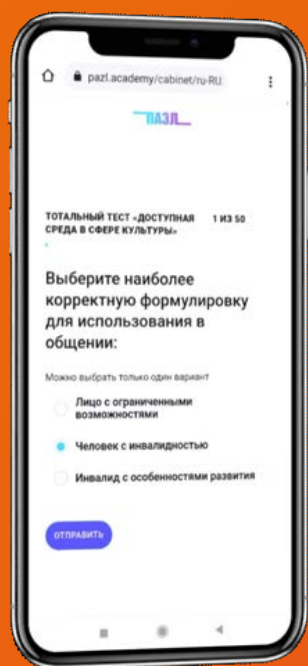 pazl.academy/cabinet/ru-RU
ПАЗЛ
ТОТАЛЬНЫЙ ТЕСТ «ДОСТУПНАЯ 1 ИЗ 50
СРЕДА В СФЕРЕ КУЛЬТУРЫ»
Выберите наиболее
корректную формулировку
для использования в
общении:
Можно выбрать только один вариант
Лицо с ограниченными
возможностями
Человек с инвалидностью
Инвалид с особенностями развития
ОТПРАВИТЬ